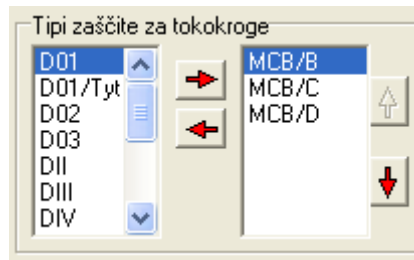 Tipi zaščite za tokokroge
D01
D01/Tyt
D02
D03
DII
DIII
DIV
MCB/B
MCB/C
MCB/D